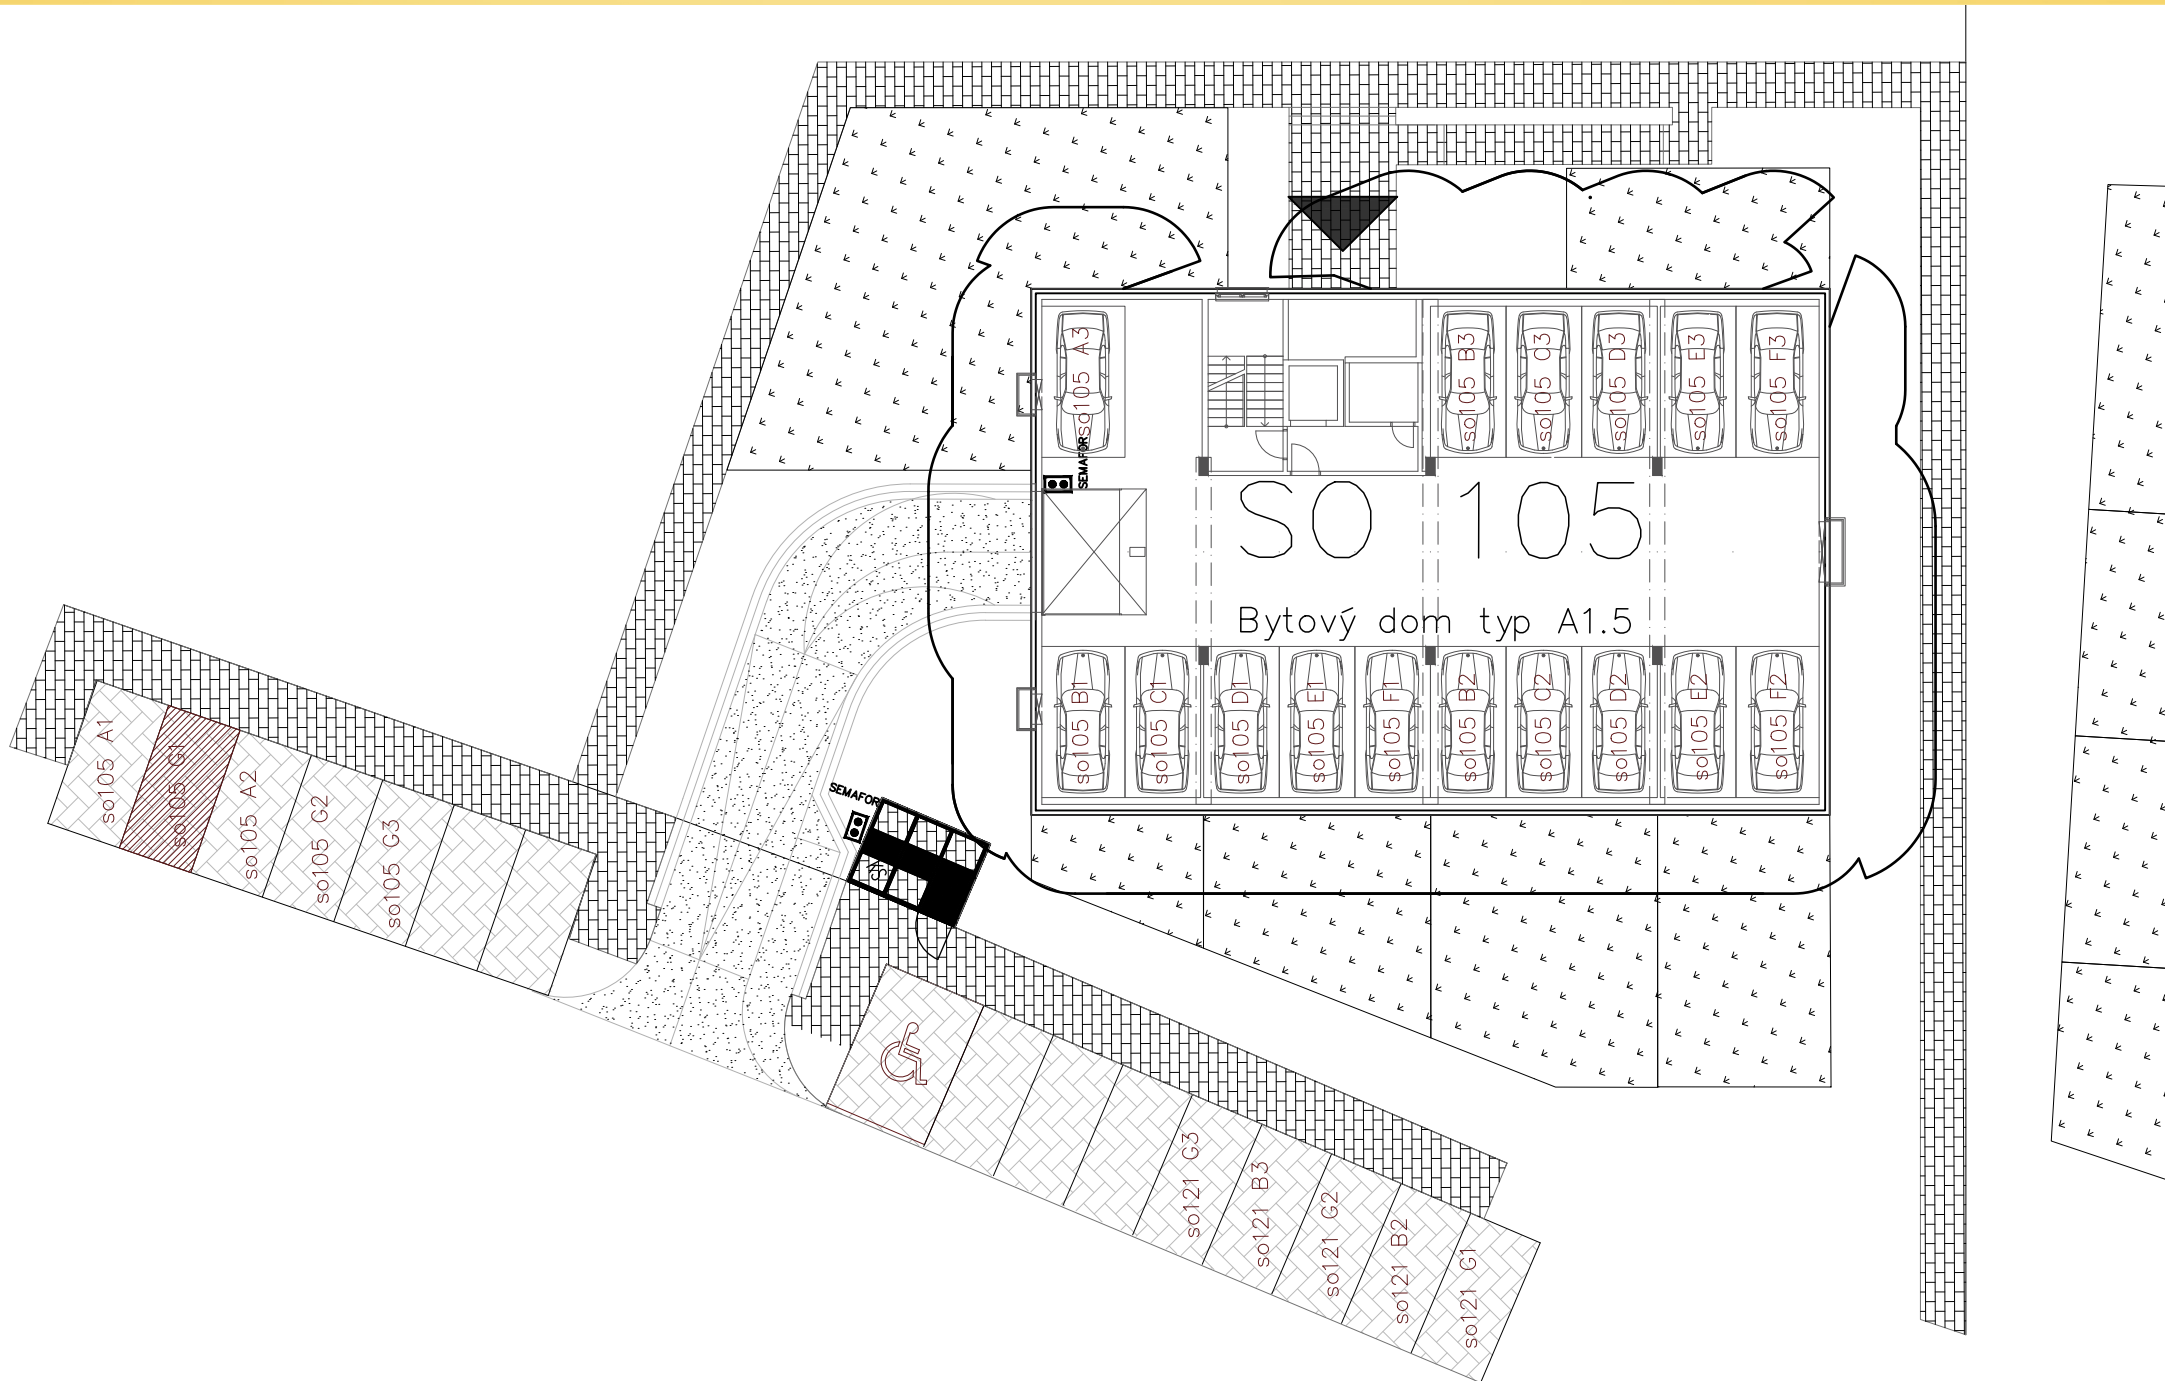 so105 A3
so105 B3
so105 C3
so105 D3
so105 E3
so105 F3
SEMAFOR
SO 105
Bytový dom typ A1.5
so105 B1
so105 C1
so105 D1
so105 E1
so105 F1
so105 B2
so105 C2
so105 D2
so105 E2
so105 F2
so105 A1
so105 G1
so105 A2
so105 G2
so105 G3
SEMAFOR
so121 G3
so121 B3
so121 G2
so121 B2
so121 G1